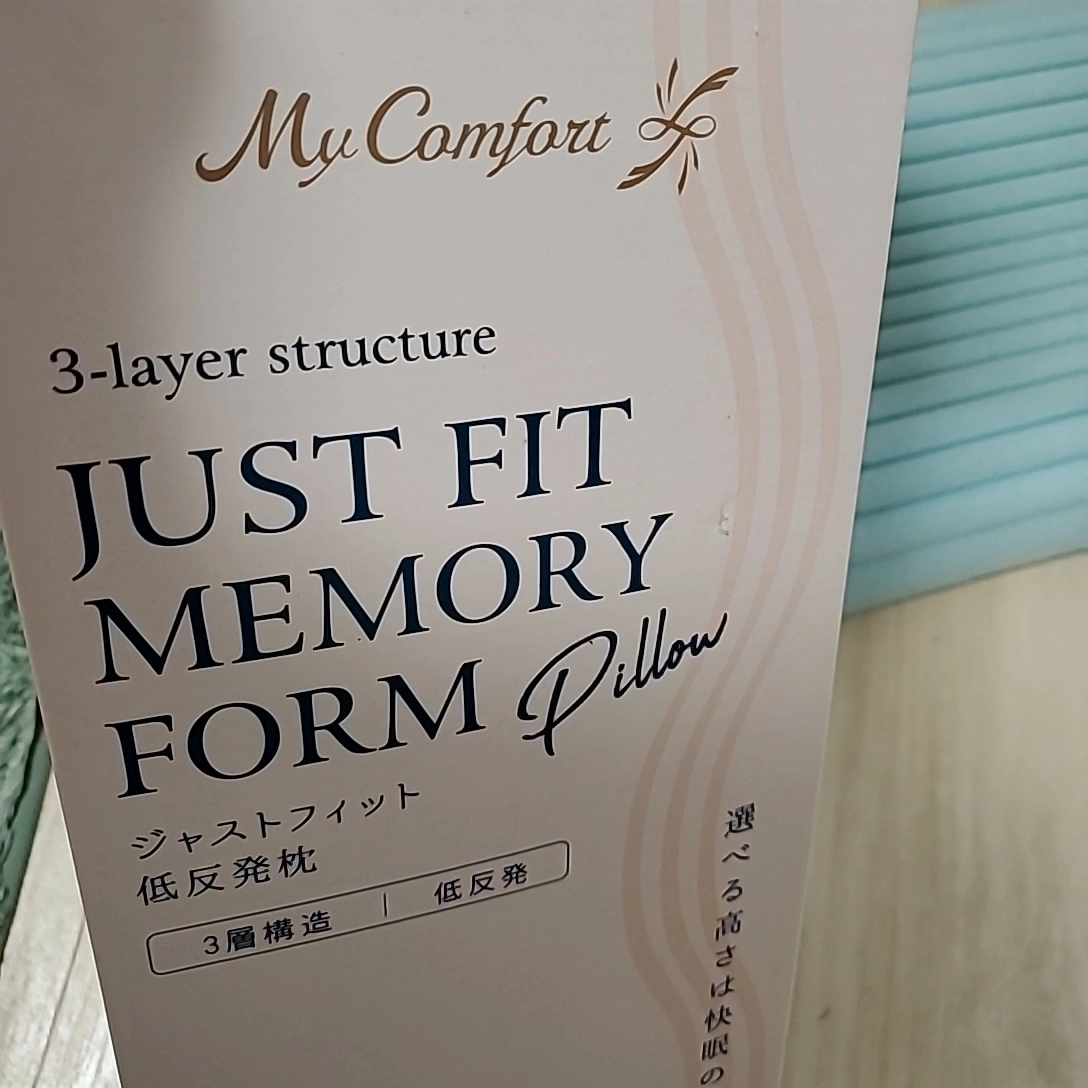 My Comfort
3-layer structure
JUST FIT
MEMORY
FORM Pillow
ジャストフィット
低反発枕
3層構造 | 低反発
選べる高さは快眠の